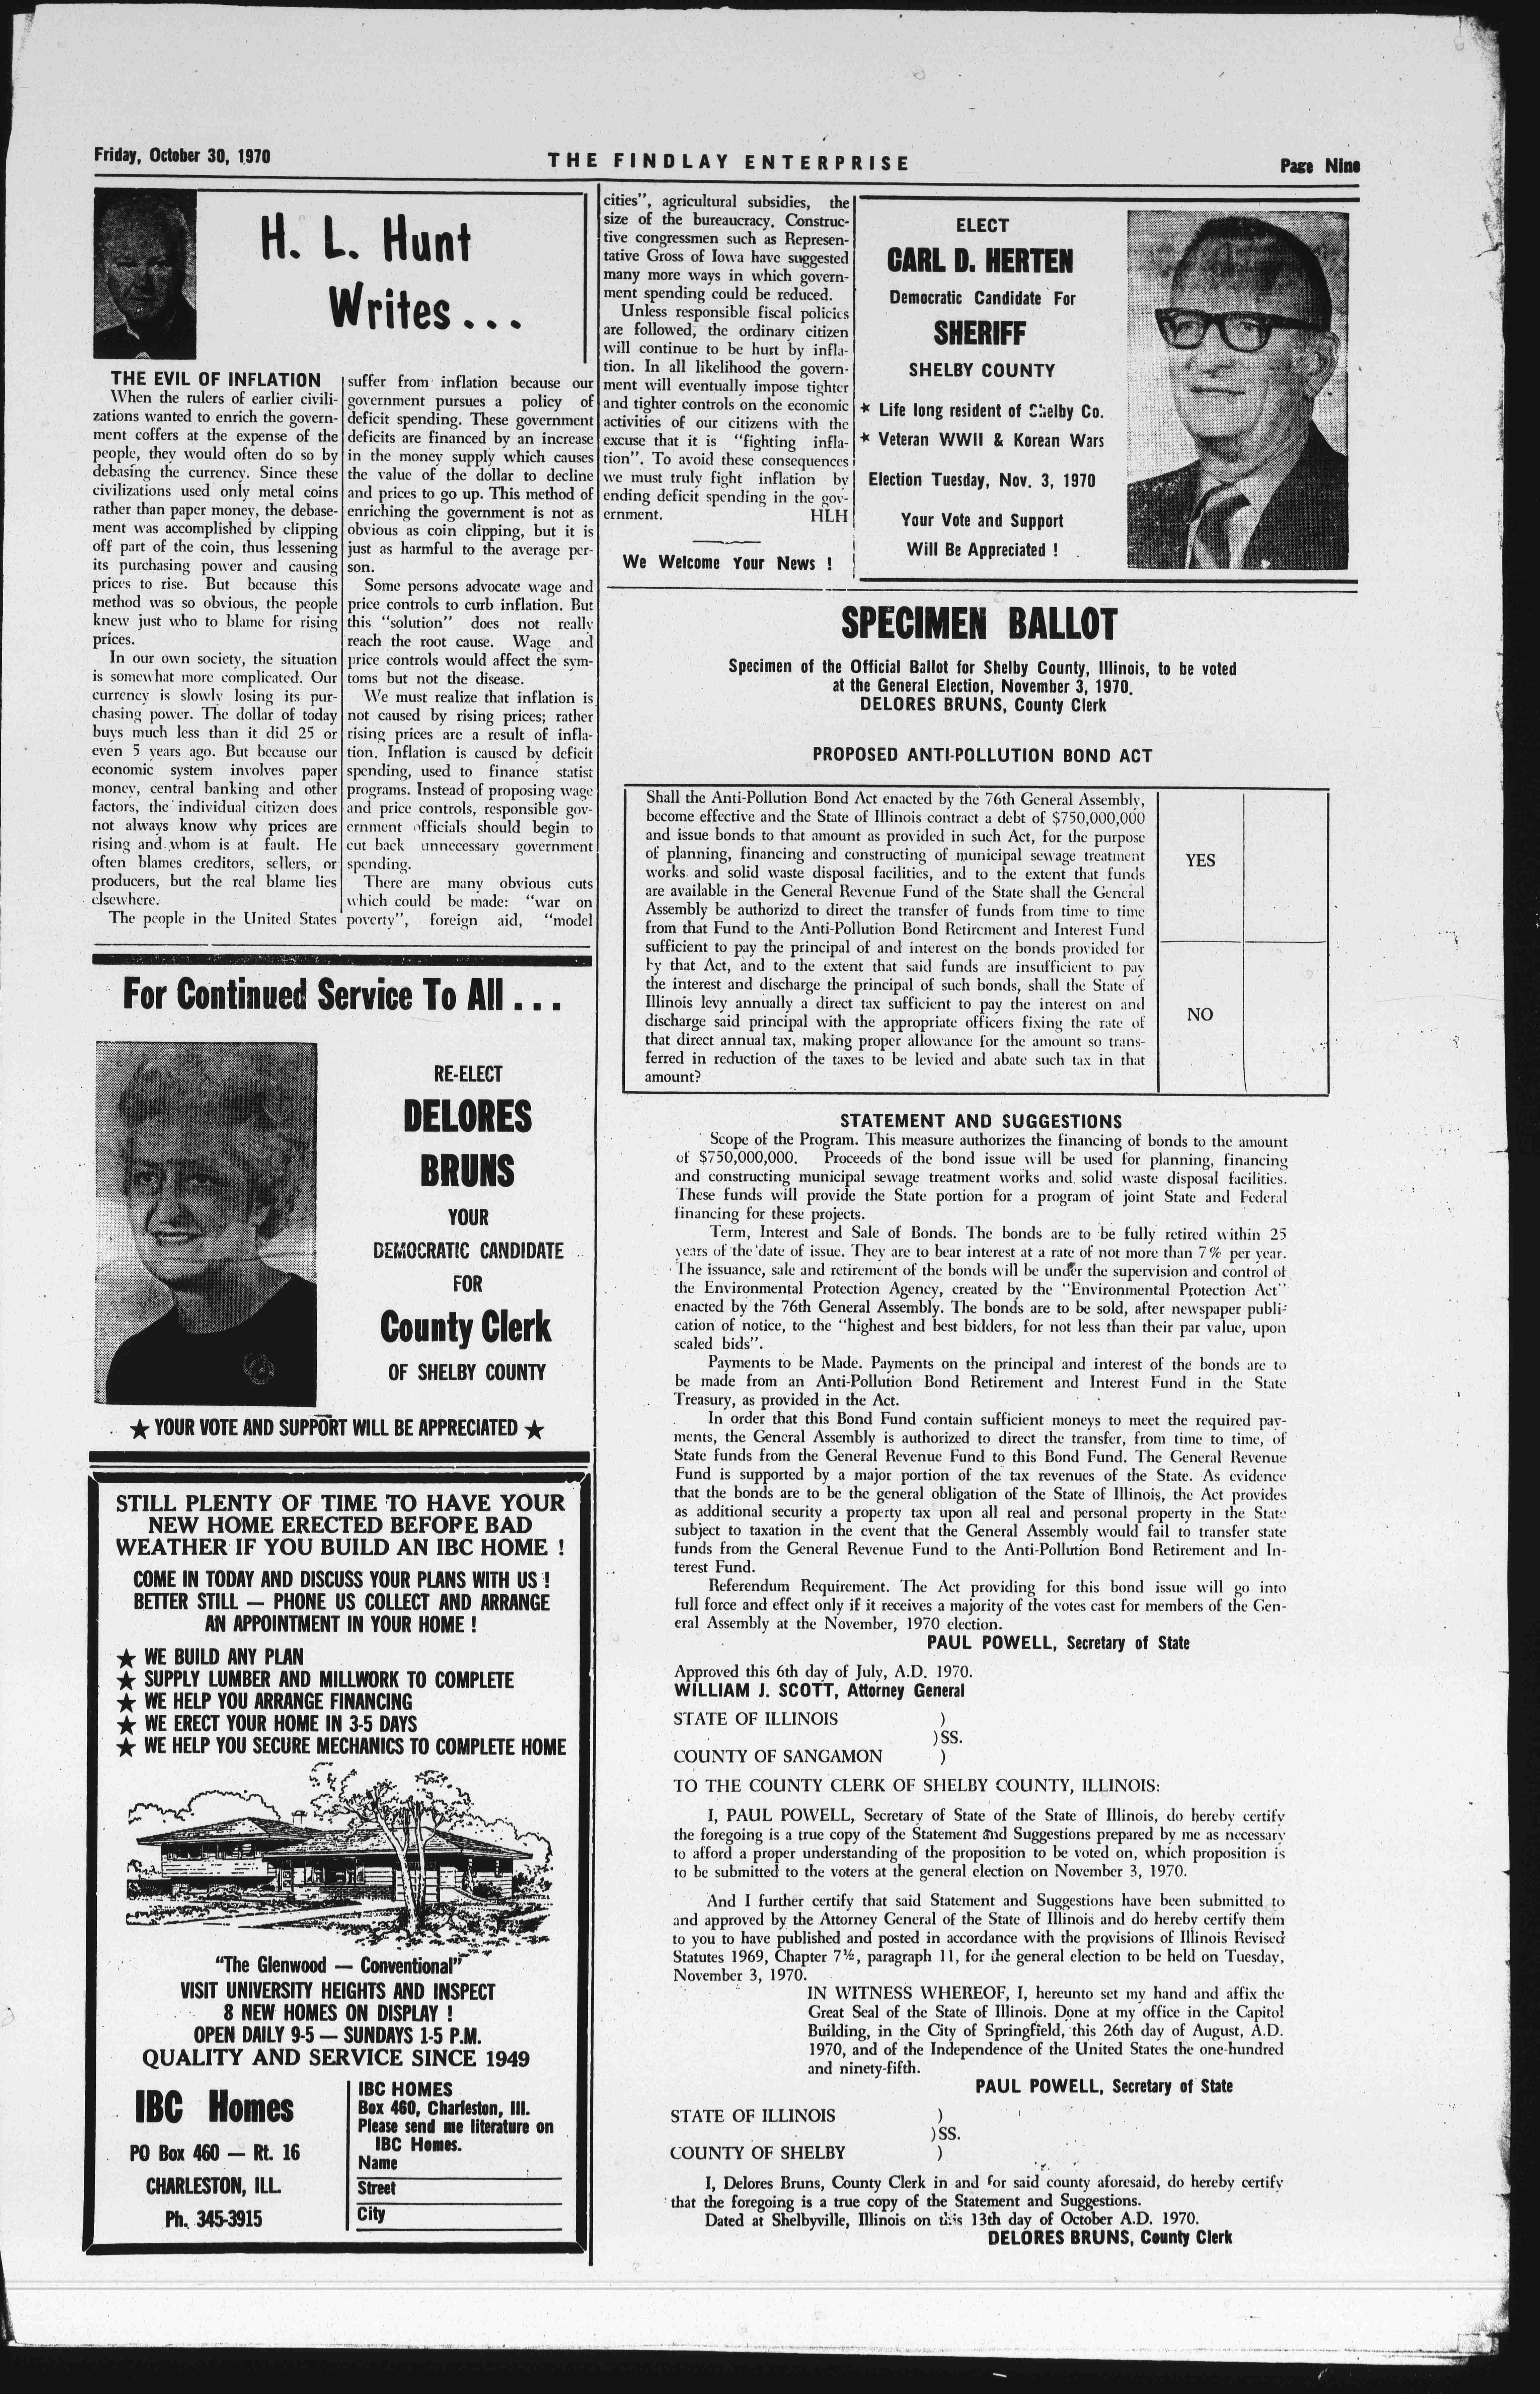 Friday, October 30, 1970
THE FINDLAY ENTERPRISE
Page Nine
H. L. Hunt
Writes...
THE EVIL OF INFLATION
When the rulers of earlier civili-
zations wanted to enrich the govern-
ment coffers at the expense of the
people, they would often do so by
debasing the currency. Since these
civilizations used only metal coins
rather than paper money, the debase-
ment was accomplished by clipping
off part of the coin, thus lessening
its purchasing power and causing
prices to rise. But because this
method was so obvious, the people
knew just who to blame for rising
prices.
In our own society, the situation
is somewhat more complicated. Our
currency is slowly losing its pur-
chasing power. The dollar of today
buys much less than it did 25 or
even 5 years ago. But because our
economic system involves paper
money, central banking and other
factors, the individual citizen does
not always know why prices are
rising and whom is at fault. He
often blames creditors, sellers, or
producers, but the real blame lies
elsewhere.
The people in the United States
suffer from inflation because our
government pursues a policy of
deficit spending. These government
deficits are financed by an increase
in the money supply which causes
the value of the dollar to decline
and prices to go up. This method of
enriching the government is not as
obvious as coin clipping, but it is
just as harmful to the average per-
son.
Some persons advocate wage and
price controls to curb inflation. But
this "solution" does not really
reach the root cause. Wage and
price controls would affect the sym-
toms but not the disease.
We must realize that inflation is
not caused by rising prices; rather
rising prices are a result of infla-
tion. Inflation is caused by deficit
spending, used to finance statist
programs. Instead of proposing wage
and price controls, responsible gov-
ernment officials should begin to
cut back unnecessary government
spending.
There are many obvious cuts
which could be made: "war on
poverty", foreign aid, "model
cities", agricultural subsidies, the
size of the bureaucracy. Construc-
tive congressmen such as Represen-
tative Gross of Iowa have suggested
many more ways in which govern-
ment spending could be reduced.
Unless responsible fiscal policies
are followed, the ordinary citizen
will continue to be hurt by infla-
tion. In all likelihood the govern-
ment will eventually impose tighter
and tighter controls on the economic
activities of our citizens with the
excuse that it is "fighting infla-
tion". To avoid these consequences
we must truly fight inflation by
ending deficit spending in the gov-
ernment. HLH
We Welcome Your News !
ELECT
CARL D. HERTEN
Democratic Candidate For
SHERIFF
SHELBY COUNTY
★ Life long resident of Shelby Co.
★ Veteran WWII & Korean Wars
Election Tuesday, Nov. 3, 1970
Your Vote and Support
Will Be Appreciated !
For Continued Service To All . . .
RE-ELECT
DELORES
BRUNS
YOUR
DEMOCRATIC CANDIDATE
FOR
County Clerk
OF SHELBY COUNTY
★ YOUR VOTE AND SUPPORT WILL BE APPRECIATED ★
STILL PLENTY OF TIME TO HAVE YOUR
NEW HOME ERECTED BEFORE BAD
WEATHER IF YOU BUILD AN IBC HOME !
COME IN TODAY AND DISCUSS YOUR PLANS WITH US !
BETTER STILL — PHONE US COLLECT AND ARRANGE
AN APPOINTMENT IN YOUR HOME !
★ WE BUILD ANY PLAN
★ SUPPLY LUMBER AND MILLWORK TO COMPLETE
★ WE HELP YOU ARRANGE FINANCING
★ WE ERECT YOUR HOME IN 3-5 DAYS
★ WE HELP YOU SECURE MECHANICS TO COMPLETE HOME
"The Glenwood — Conventional"
VISIT UNIVERSITY HEIGHTS AND INSPECT
8 NEW HOMES ON DISPLAY !
OPEN DAILY 9-5 — SUNDAYS 1-5 P.M.
QUALITY AND SERVICE SINCE 1949
IBC Homes
PO Box 460 — Rt. 16
CHARLESTON, ILL.
Ph. 345-3915
IBC HOMES
Box 460, Charleston, Ill.
Please send me literature on
IBC Homes.
Name
Street
City
SPECIMEN BALLOT
Specimen of the Official Ballot for Shelby County, Illinois, to be voted
at the General Election, November 3, 1970.
DELORES BRUNS, County Clerk
PROPOSED ANTI-POLLUTION BOND ACT
Shall the Anti-Pollution Bond Act enacted by the 76th General Assembly,
become effective and the State of Illinois contract a debt of $750,000,000
and issue bonds to that amount as provided in such Act, for the purpose
of planning, financing and constructing of municipal sewage treatment
works and solid waste disposal facilities, and to the extent that funds
are available in the General Revenue Fund of the State shall the General
Assembly be authorizd to direct the transfer of funds from time to time
from that Fund to the Anti-Pollution Bond Retirement and Interest Fund
sufficient to pay the principal of and interest on the bonds provided for
by that Act, and to the extent that said funds are insufficient to pay
the interest and discharge the principal of such bonds, shall the State of
Illinois levy annually a direct tax sufficient to pay the interest on and
discharge said principal with the appropriate officers fixing the rate of
that direct annual tax, making proper allowance for the amount so trans-
ferred in reduction of the taxes to be levied and abate such tax in that
amount?
YES
NO
STATEMENT AND SUGGESTIONS
Scope of the Program. This measure authorizes the financing of bonds to the amount
of $750,000,000. Proceeds of the bond issue will be used for planning, financing
and constructing municipal sewage treatment works and solid waste disposal facilities.
These funds will provide the State portion for a program of joint State and Federal
financing for these projects.
Term, Interest and Sale of Bonds. The bonds are to be fully retired within 25
years of the date of issue. They are to bear interest at a rate of not more than 7% per year.
The issuance, sale and retirement of the bonds will be under the supervision and control of
the Environmental Protection Agency, created by the "Environmental Protection Act"
enacted by the 76th General Assembly. The bonds are to be sold, after newspaper publi-
cation of notice, to the "highest and best bidders, for not less than their par value, upon
sealed bids".
Payments to be Made. Payments on the principal and interest of the bonds are to
be made from an Anti-Pollution Bond Retirement and Interest Fund in the State
Treasury, as provided in the Act.
In order that this Bond Fund contain sufficient moneys to meet the required pay-
ments, the General Assembly is authorized to direct the transfer, from time to time, of
State funds from the General Revenue Fund to this Bond Fund. The General Revenue
Fund is supported by a major portion of the tax revenues of the State. As evidence
that the bonds are to be the general obligation of the State of Illinois, the Act provides
as additional security a property tax upon all real and personal property in the State
subject to taxation in the event that the General Assembly would fail to transfer state
funds from the General Revenue Fund to the Anti-Pollution Bond Retirement and In-
terest Fund.
Referendum Requirement. The Act providing for this bond issue will go into
full force and effect only if it receives a majority of the votes cast for members of the Gen-
eral Assembly at the November, 1970 election.
PAUL POWELL, Secretary of State
Approved this 6th day of July, A.D. 1970.
WILLIAM J. SCOTT, Attorney General
STATE OF ILLINOIS )
)SS.
COUNTY OF SANGAMON )
TO THE COUNTY CLERK OF SHELBY COUNTY, ILLINOIS:
I, PAUL POWELL, Secretary of State of the State of Illinois, do hereby certify
the foregoing is a true copy of the Statement and Suggestions prepared by me as necessary
to afford a proper understanding of the proposition to be voted on, which proposition is
to be submitted to the voters at the general election on November 3, 1970.
And I further certify that said Statement and Suggestions have been submitted to
and approved by the Attorney General of the State of Illinois and do hereby certify them
to you to have published and posted in accordance with the provisions of Illinois Revised
Statutes 1969, Chapter 7½, paragraph 11, for the general election to be held on Tuesday,
November 3, 1970.
IN WITNESS WHEREOF, I, hereunto set my hand and affix the
Great Seal of the State of Illinois. Done at my office in the Capitol
Building, in the City of Springfield, this 26th day of August, A.D.
1970, and of the Independence of the United States the one-hundred
and ninety-fifth.
PAUL POWELL, Secretary of State
STATE OF ILLINOIS )
)SS.
COUNTY OF SHELBY )
I, Delores Bruns, County Clerk in and for said county aforesaid, do hereby certify
that the foregoing is a true copy of the Statement and Suggestions.
Dated at Shelbyville, Illinois on this 13th day of October A.D. 1970.
DELORES BRUNS, County Clerk